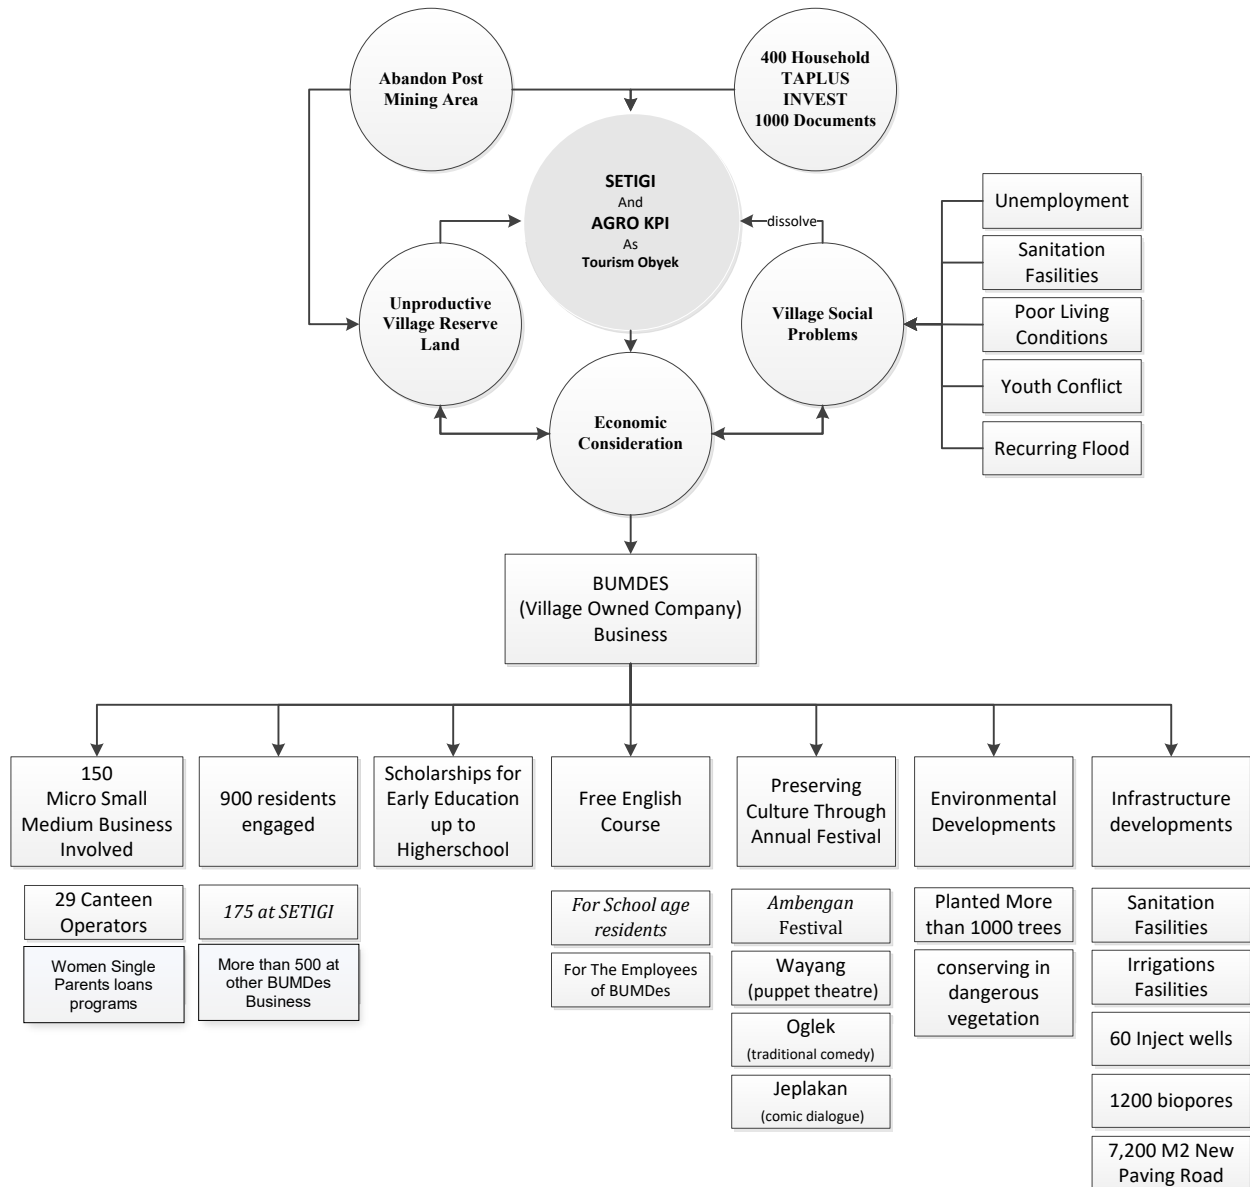 Abandon Post
Mining Area
400 Household
TAPLUS
INVEST
1000 Documents
SETIGI
And
AGRO KPI
As
Tourism Obyek
dissolve
Unproductive
Village Reserve
Land
Village Social
Problems
Economic
Consideration
Unemployment
Sanitation
Fasilities
Poor Living
Conditions
Youth Conflict
Recurring Flood
BUMDES
(Village Owned Company)
Business
150
Micro Small
Medium Business
Involved
29 Canteen
Operators
Women Single
Parents loans
programs
900 residents
engaged
175 at SETIGI
More than 500 at
other BUMDes
Business
Scholarships for
Early Education
up to
Higherschool
Free English
Course
For School age
residents
For The Employees
of BUMDes
Preserving
Culture Through
Annual Festival
Ambengan
Festival
Wayang
(puppet theatre)
Oglek
(traditional comedy)
Jeplakan
(comic dialogue)
Environmental
Developments
Planted More
than 1000 trees
conserving in
dangerous
vegetation
Infrastructure
developments
Sanitation
Facilities
Irrigations
Facilities
60 Inject wells
1200 biopores
7,200 M2 New
Paving Road